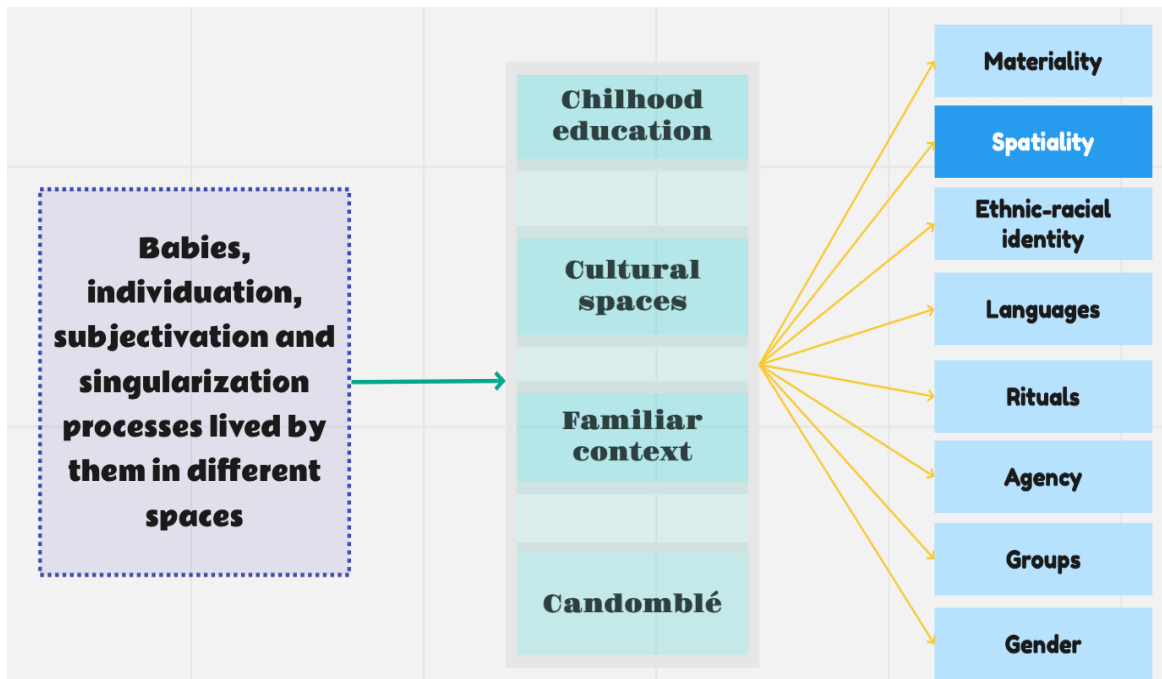 Babies,
individuation,
subjectivation and
singularization
processes lived by
them in different
spaces
Chilhood
education
Cultural
spaces
Familiar
context
Candomblé
Materiality
Spatiality
Ethnic-racial
identity
Languages
Rituals
Agency
Groups
Gender